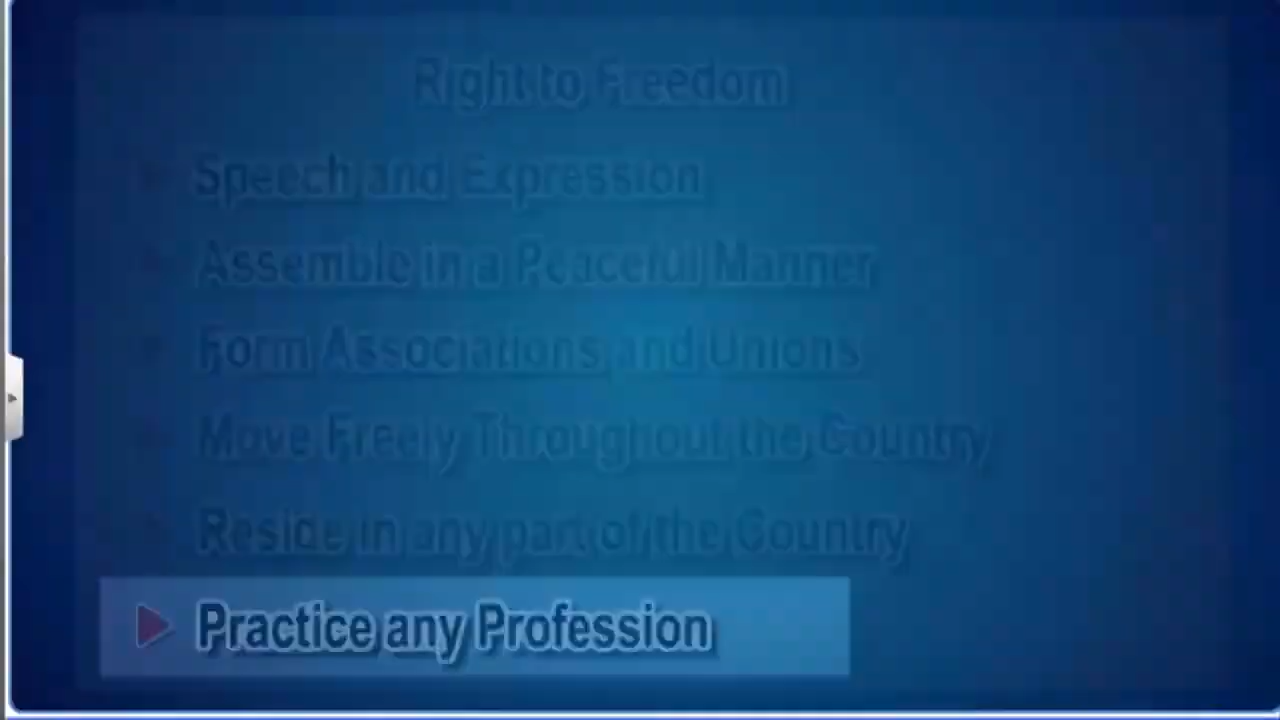 Right to Freedom
Speech and Expression
Assemble in a Peaceful Manner
Form Associations and Unions
Move Freely Throughout the Country
Reside in any part of the Country
Practice any Profession